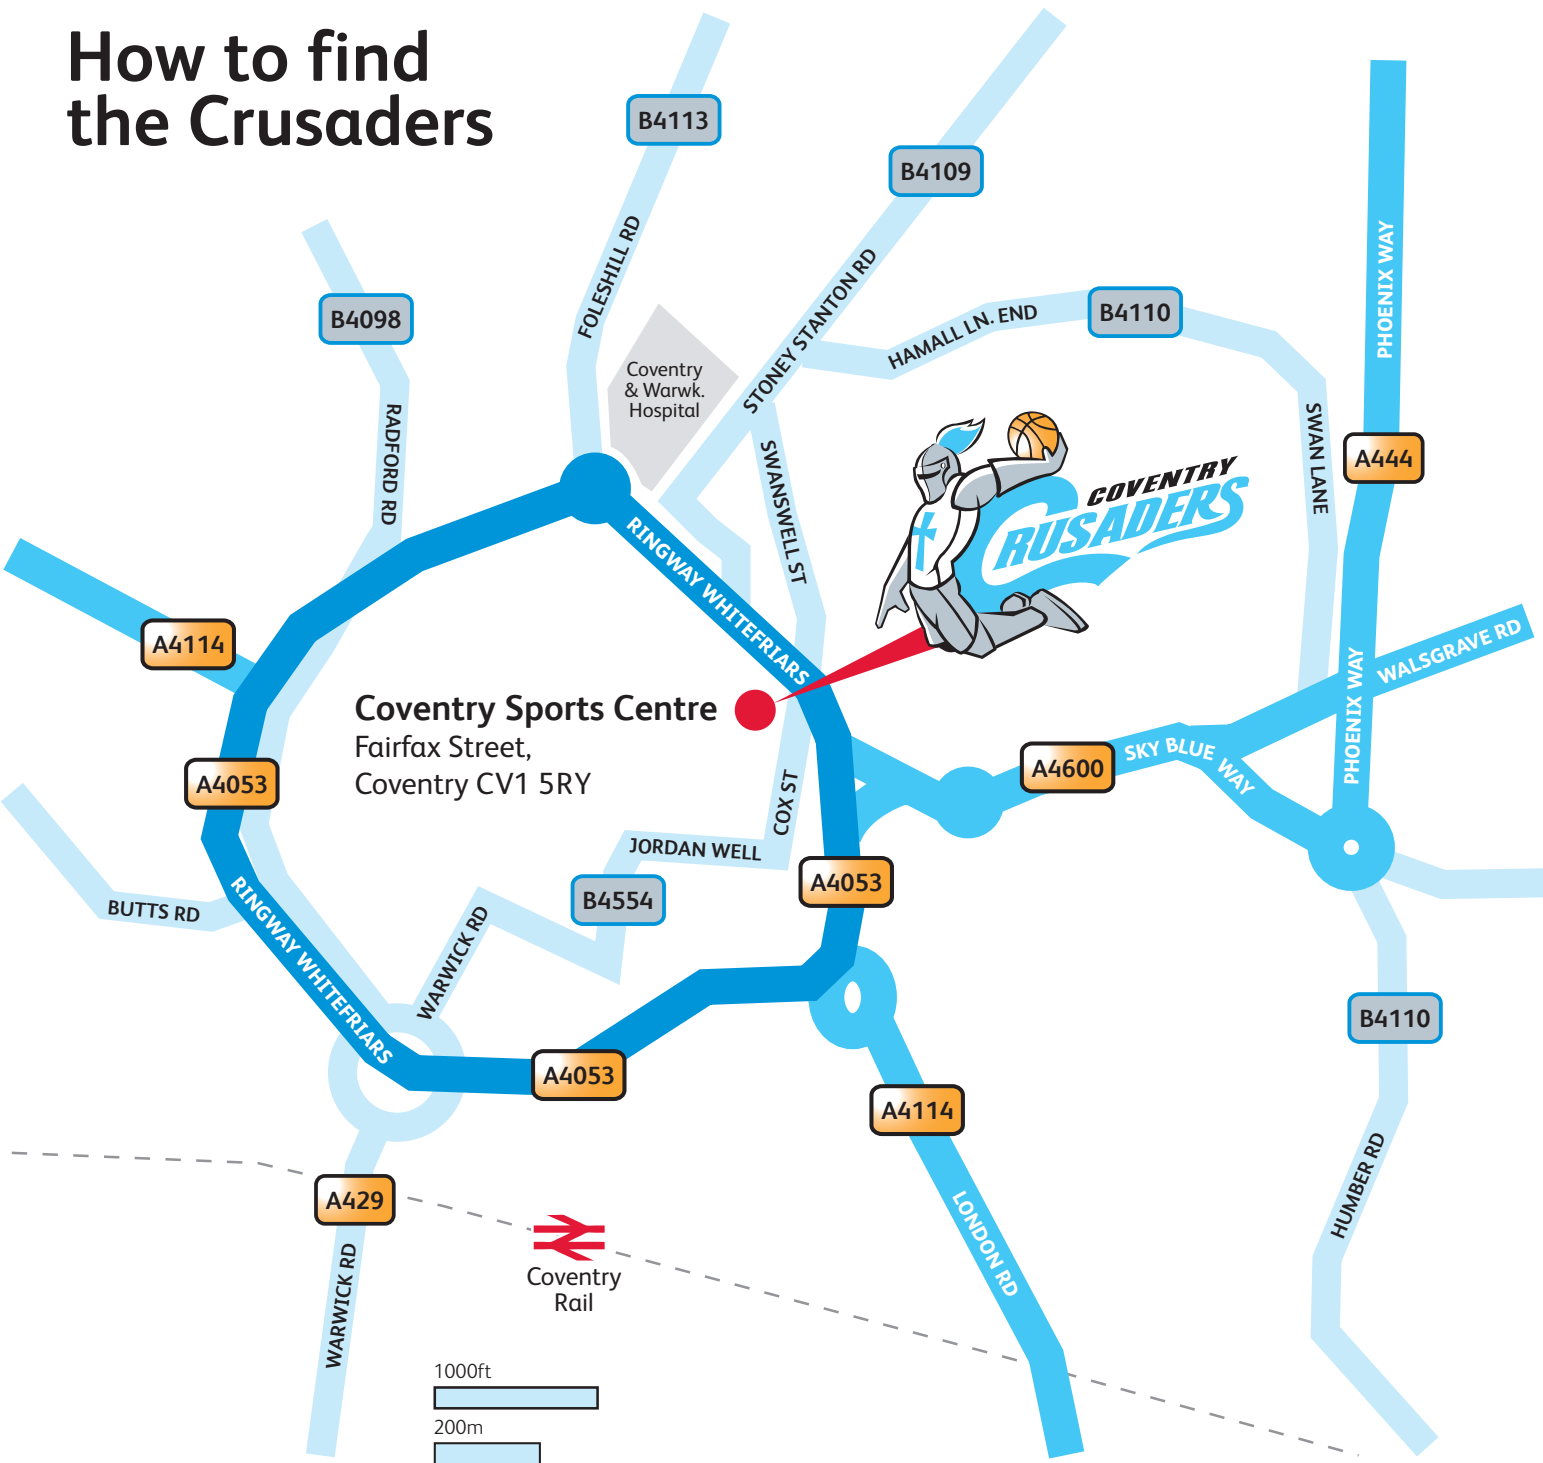 How to find
the Crusaders
B4113
B4109
B4098
FOLESHILL RD
STONEY STANTON RD
PHOENIX WAY
HAMALL LN. END
B4110
Coventry
& Warwk.
Hospital
RADFORD RD
SWANSWELL ST
SWAN LANE
A444
COVENTRY
CRUSADERS
RINGWAY WHITEFRIARS
A4114
WALSGRAVE RD
PHOENIX WAY
Coventry Sports Centre
Fairfax Street,
Coventry CV1 5RY
A4053
A4600
SKY BLUE WAY
COX ST
JORDAN WELL
A4053
B4554
BUTTS RD
RINGWAY WHITEFRIARS
WARWICK RD
B4110
A4053
A4114
HUMBER RD
A429
LONDON RD
WARWICK RD
Coventry
Rail
1000ft
200m